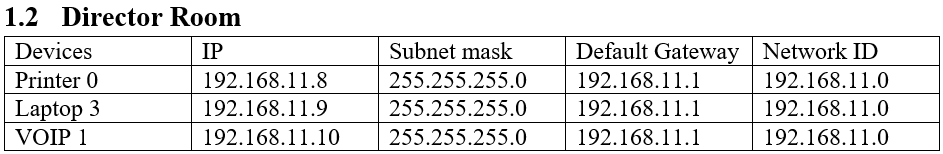 1.2 Director Room
Devices IP Subnet mask Default Gateway Network ID
Printer 0 192.168.11.8 255.255.255.0 192.168.11.1 192.168.11.0
Laptop 3 192.168.11.9 255.255.255.0 192.168.11.1 192.168.11.0
VOIP 1 192.168.11.10 255.255.255.0 192.168.11.1 192.168.11.0